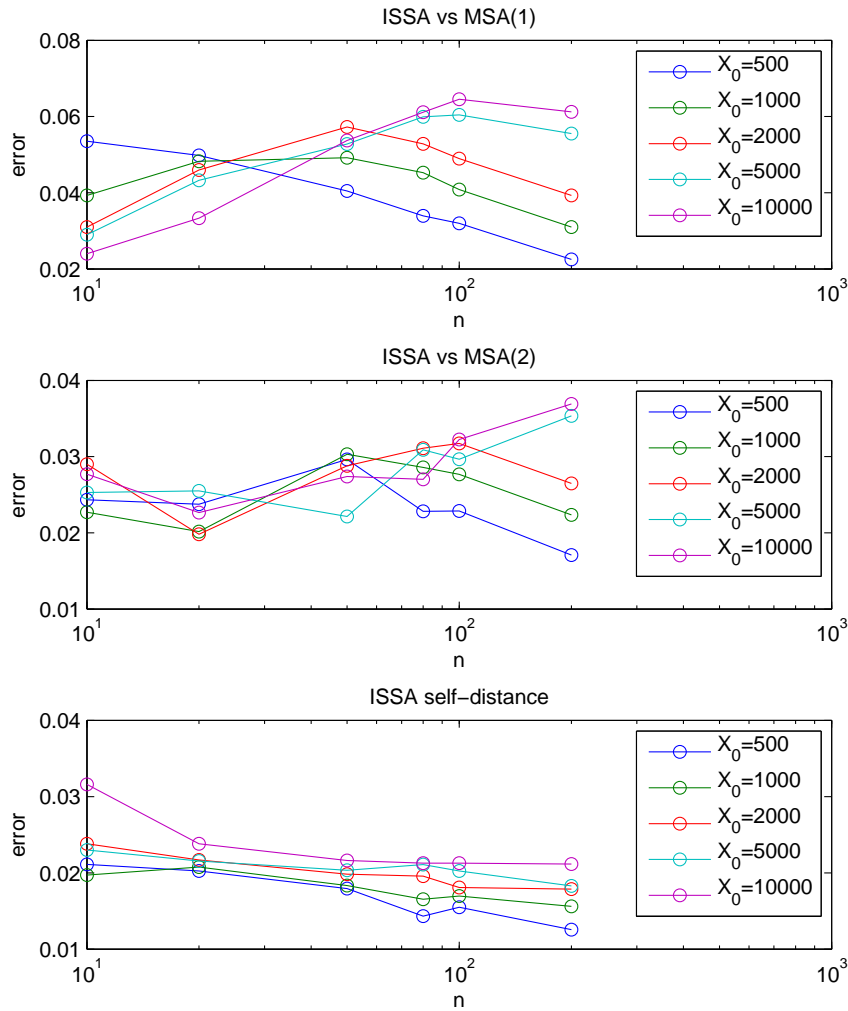 ISSA vs MSA(1)
0.08
0.06
0.04
0.02
error
10^1
10^2
10^3
n
X_0=500
X_0=1000
X_0=2000
X_0=5000
X_0=10000
ISSA vs MSA(2)
0.04
0.03
0.02
0.01
error
10^1
10^2
10^3
n
X_0=500
X_0=1000
X_0=2000
X_0=5000
X_0=10000
ISSA self−distance
0.04
0.03
0.02
0.01
error
10^1
10^2
10^3
n
X_0=500
X_0=1000
X_0=2000
X_0=5000
X_0=10000